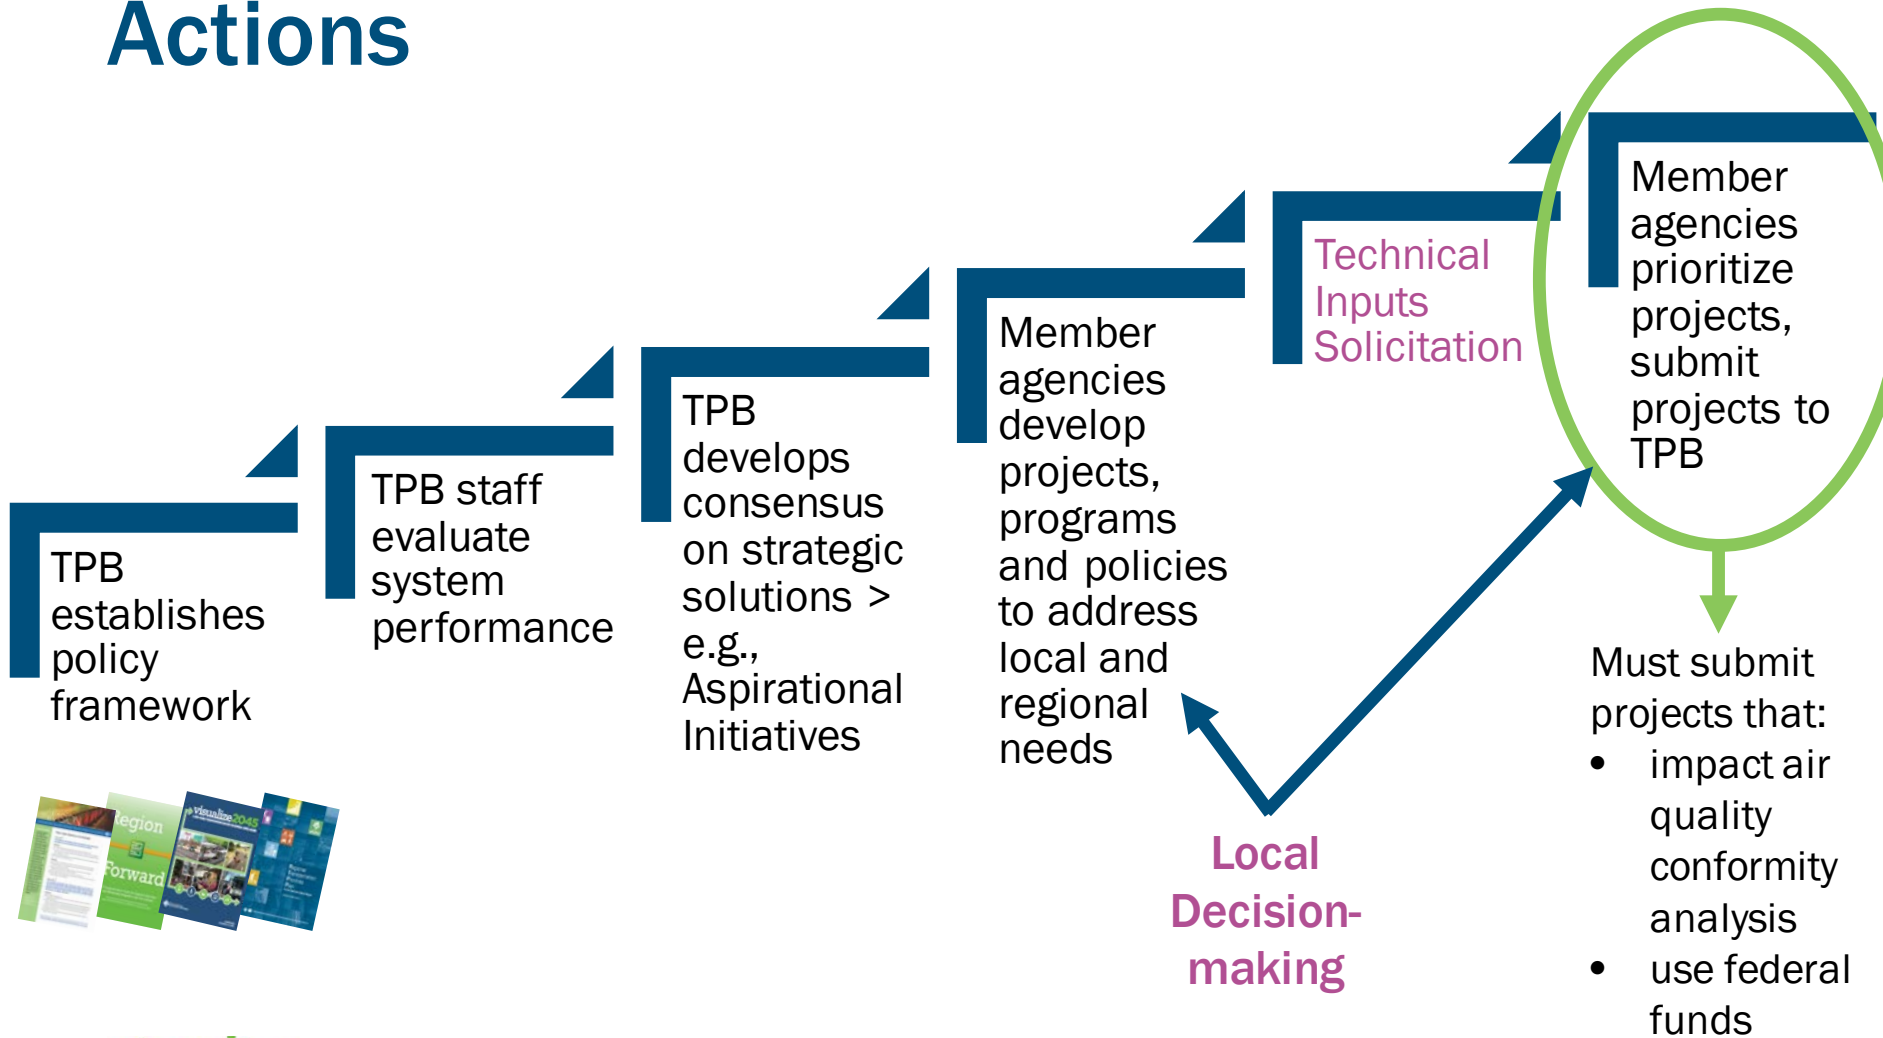 Actions
TPB
establishes
policy
framework
TPB staff
evaluate
system
performance
TPB
develops
consensus
on strategic
solutions >
e.g.,
Aspirational
Initiatives
Member
agencies
develop
projects,
programs
and policies
to address
local and
regional
needs
Technical
Inputs
Solicitation
Member
agencies
prioritize
projects,
submit
projects to
TPB
Local
Decision-
making
Must submit
projects that:
• impact air
quality
conformity
analysis
• use federal
funds
Region
Forward
visualize2045